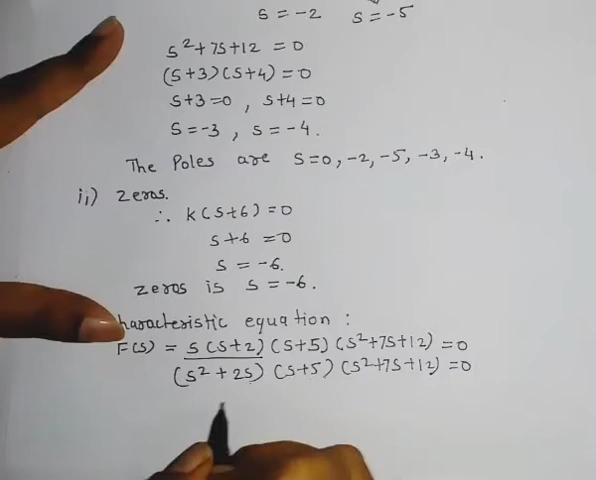 s = -2 s = -5
s² + 7s + 12 = 0
(s+3)(s+4) = 0
s+3 = 0 , s+4 = 0
s = -3 , s = -4 .
The Poles are s=0, -2, -5, -3, -4.
ii) zeros.
∴ K(s+6) = 0
s+6 = 0
s = -6.
zeros is s = -6.
haracteristic equation :
F(s) = s(s+2)(s+5)(s²+7s+12) = 0
(s² + 2s) (s+5) (s²+7s+12) = 0